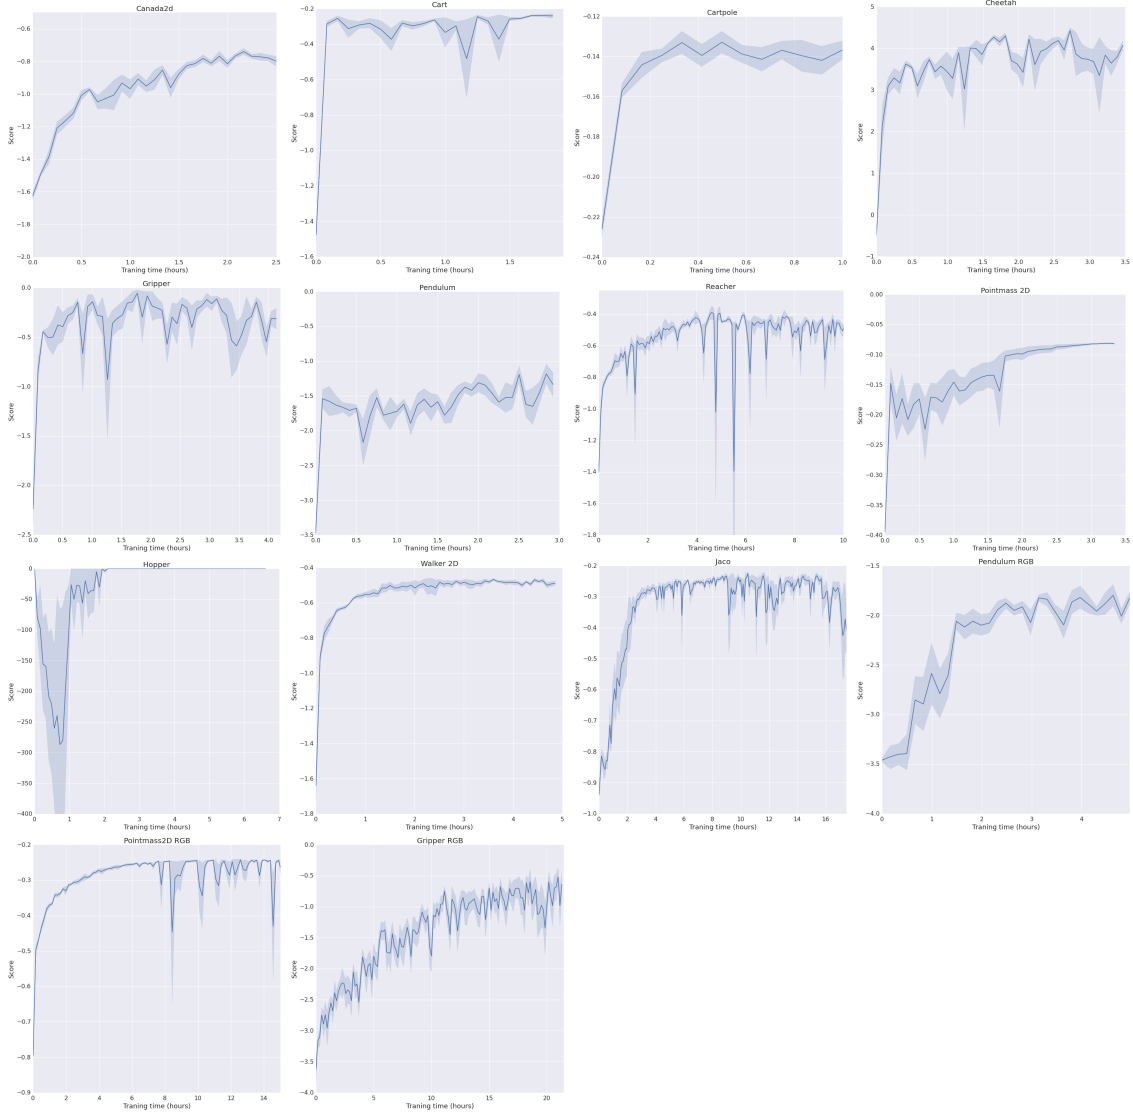 Canada2d
Score
−0.6
−0.8
−1.0
−1.2
−1.4
−1.6
−1.8
−2.0
0.0 0.5 1.0 1.5 2.0 2.5
Traning time (hours)
Cart
Score
−0.2
−0.4
−0.6
−0.8
−1.0
−1.2
−1.4
−1.6
0.0 0.5 1.0 1.5
Traning time (hours)
Cartpole
Score
−0.12
−0.14
−0.16
−0.18
−0.20
−0.22
−0.24
0.0 0.2 0.4 0.6 0.8 1.0
Traning time (hours)
Cheetah
Score
5
4
3
2
1
0
−1
0.0 0.5 1.0 1.5 2.0 2.5 3.0 3.5
Traning time (hours)
Gripper
Score
0.0
−0.5
−1.0
−1.5
−2.0
−2.5
0.0 0.5 1.0 1.5 2.0 2.5 3.0 3.5 4.0
Traning time (hours)
Pendulum
Score
0.0
−0.5
−1.0
−1.5
−2.0
−2.5
−3.0
−3.5
0.0 0.5 1.0 1.5 2.0 2.5 3.0
Traning time (hours)
Reacher
Score
−0.4
−0.6
−0.8
−1.0
−1.2
−1.4
−1.6
−1.8
0 2 4 6 8 10
Traning time (hours)
Pointmass 2D
Score
0.00
−0.05
−0.10
−0.15
−0.20
−0.25
−0.30
−0.35
−0.40
0.0 0.5 1.0 1.5 2.0 2.5 3.0 3.5
Traning time (hours)
Hopper
Score
0
−50
−100
−150
−200
−250
−300
−350
−400
0 1 2 3 4 5 6 7
Traning time (hours)
Walker 2D
Score
−0.4
−0.6
−0.8
−1.0
−1.2
−1.4
−1.6
−1.8
0 1 2 3 4 5
Traning time (hours)
Jaco
Score
−0.2
−0.3
−0.4
−0.5
−0.6
−0.7
−0.8
−0.9
−1.0
0 2 4 6 8 10 12 14 16
Traning time (hours)
Pendulum RGB
Score
−1.5
−2.0
−2.5
−3.0
−3.5
−4.0
0 1 2 3 4
Traning time (hours)
Pointmass2D RGB
Score
−0.2
−0.3
−0.4
−0.5
−0.6
−0.7
−0.8
−0.9
0 2 4 6 8 10 12 14
Traning time (hours)
Gripper RGB
Score
0.0
−0.5
−1.0
−1.5
−2.0
−2.5
−3.0
−3.5
−4.0
0 5 10 15 20
Traning time (hours)